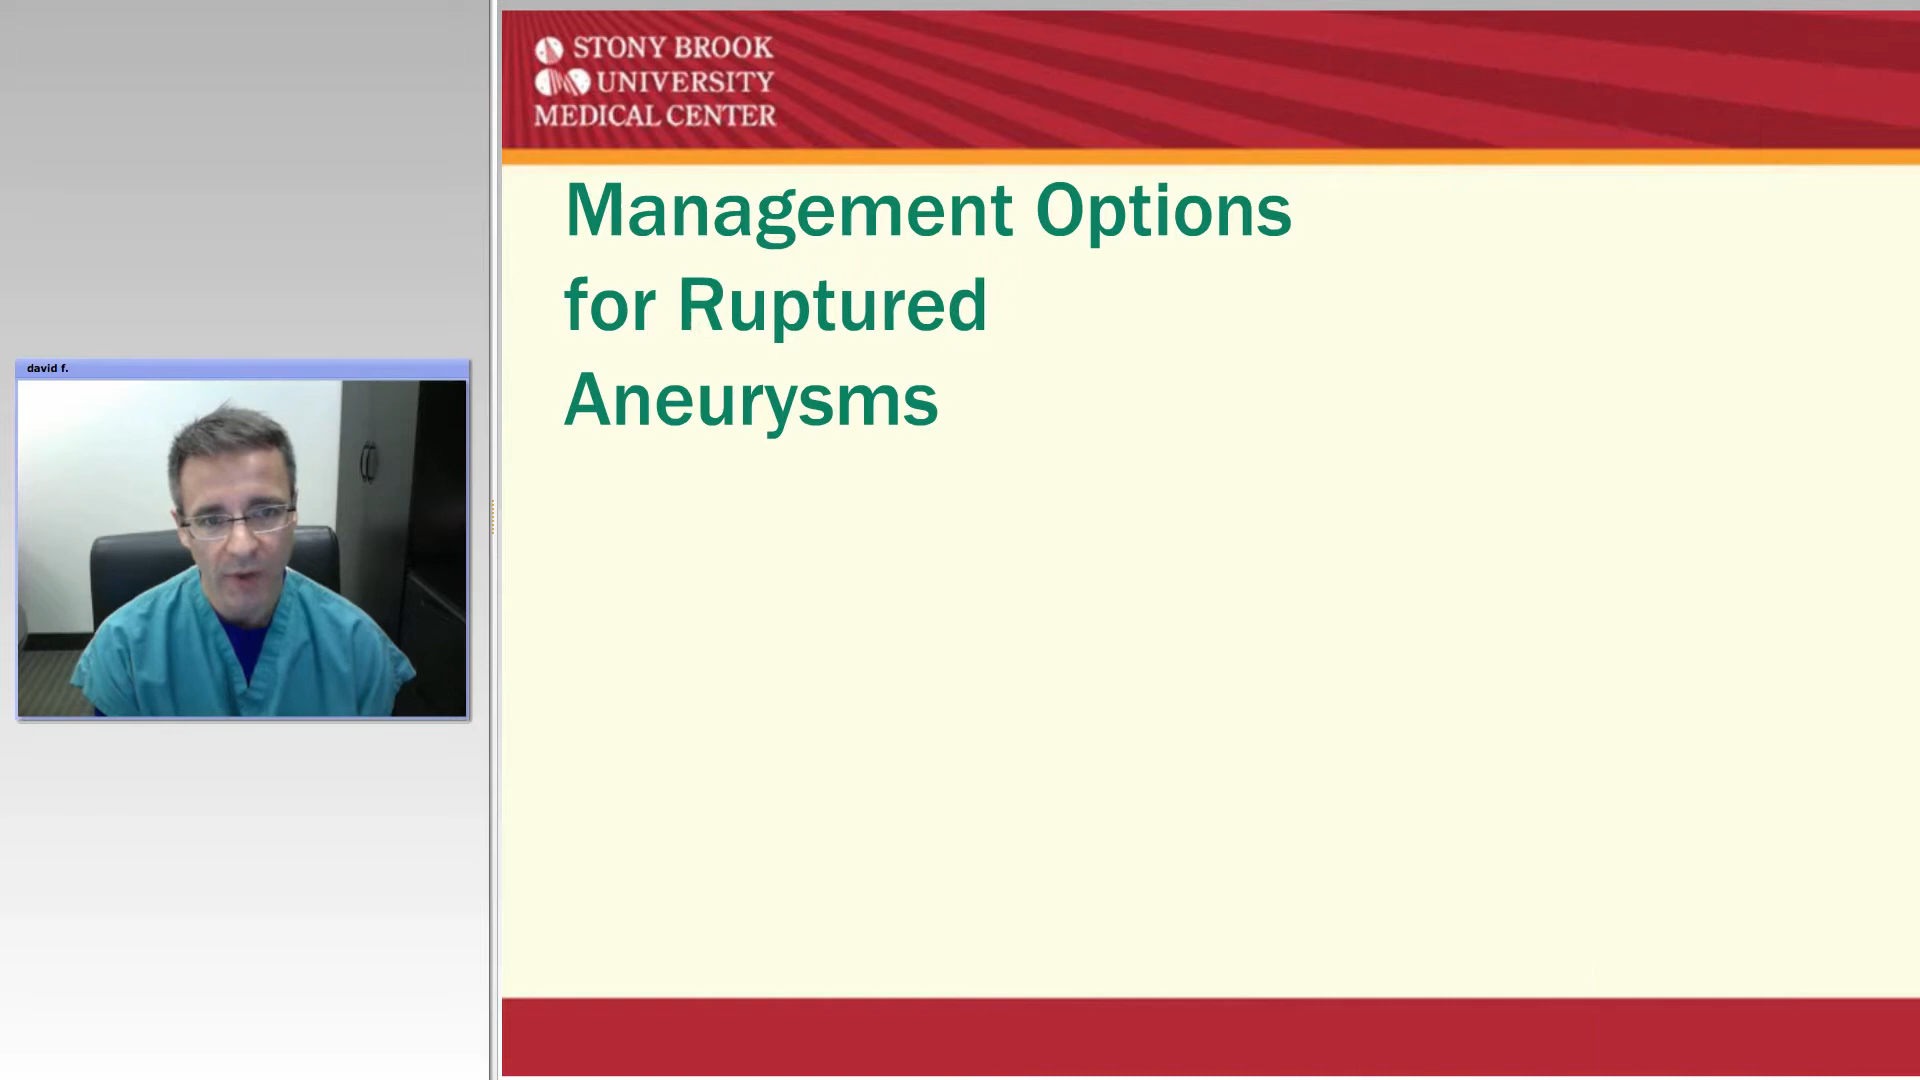 david f.
STONY BROOK
UNIVERSITY
MEDICAL CENTER
Management Options
for Ruptured
Aneurysms